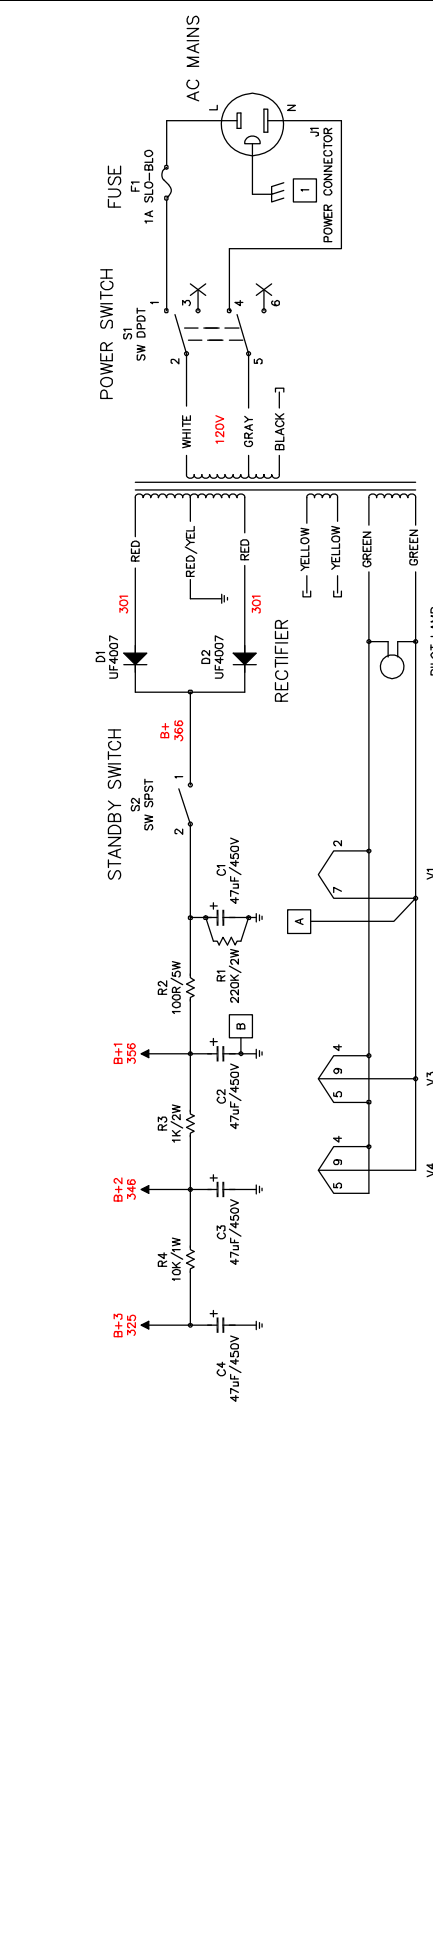 AC MAINS
L
N
J1
POWER CONNECTOR
1
FUSE
F1
1A SLO-BLO
POWER SWITCH
S1
SW DPDT
1
2
3
4
5
6
WHITE
120V
GRAY
BLACK
RED
RED/YEL
RED
YELLOW
YELLOW
GREEN
GREEN
301
301
D1
UF4007
D2
UF4007
RECTIFIER
B+
366
STANDBY SWITCH
S2
SW SPST
1
2
C1
47uF/450V
R1
220K/2W
R2
100R/5W
B+1
356
C2
47uF/450V
B
R3
1K/2W
B+2
346
C3
47uF/450V
R4
10K/1W
B+3
325
C4
47uF/450V
A
2
7
V1
4
9
5
V3
4
9
5
V4